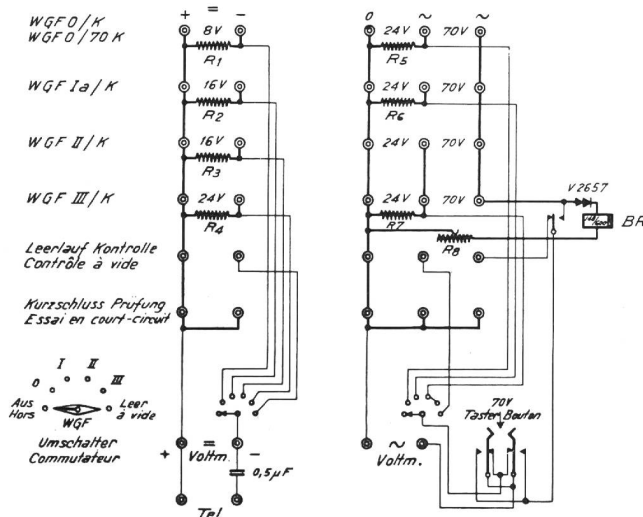 + = -
0 ~ ~
WGF 0/K
WGF 0/70 K
8V
R1
24V 70V
R5
WGF Ia/K
16V
R2
24V 70V
R6
WGF II/K
16V
R3
24V 70V
WGF III/K
24V
R4
24V 70V
R7
V2657
BR
R8
Leerlauf Kontrolle
Contrôle à vide
Kurzschluss Prüfung
Essai en court-circuit
0 I II III
Aus
Hors
Leer
à vide
WGF
Umschalter
Commutateur
+ = -
Voltm.
0,5µF
Tel
~
Voltm.
70V
Taster Bouton